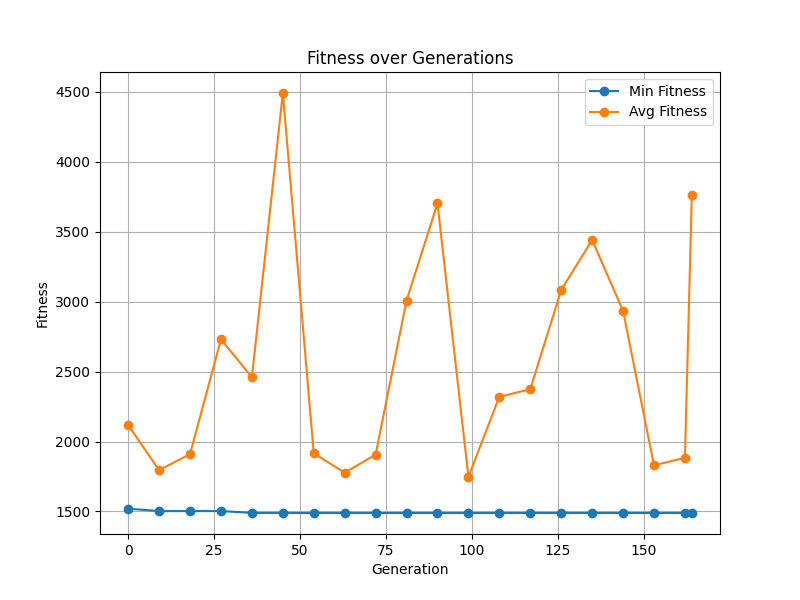 Fitness over Generations
Min Fitness
Avg Fitness
4500
4000
3500
3000
2500
2000
1500
Fitness
0
25
50
75
100
125
150
Generation